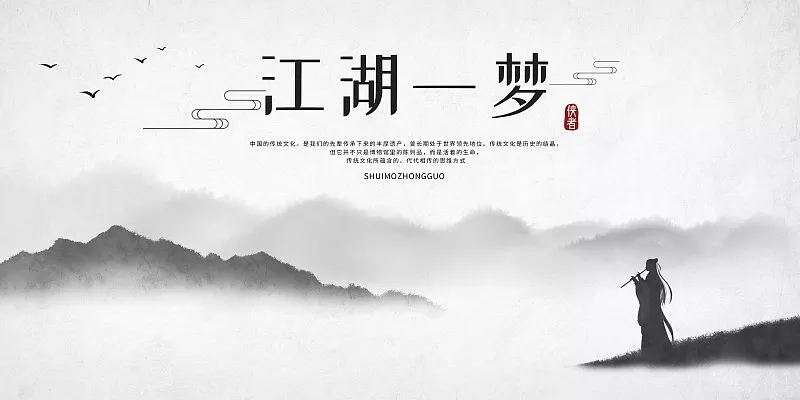 江湖一梦
侠者
中国的传统文化，是我们的先辈传承下来的丰厚遗产，曾长期处于世界领先地位。传统文化是历史的结晶，
但它并不只是博物馆里的陈列品，而是活着的生命。
传统文化所蕴含的、代代相传的思维方式
SHUIMOZHONGGUO